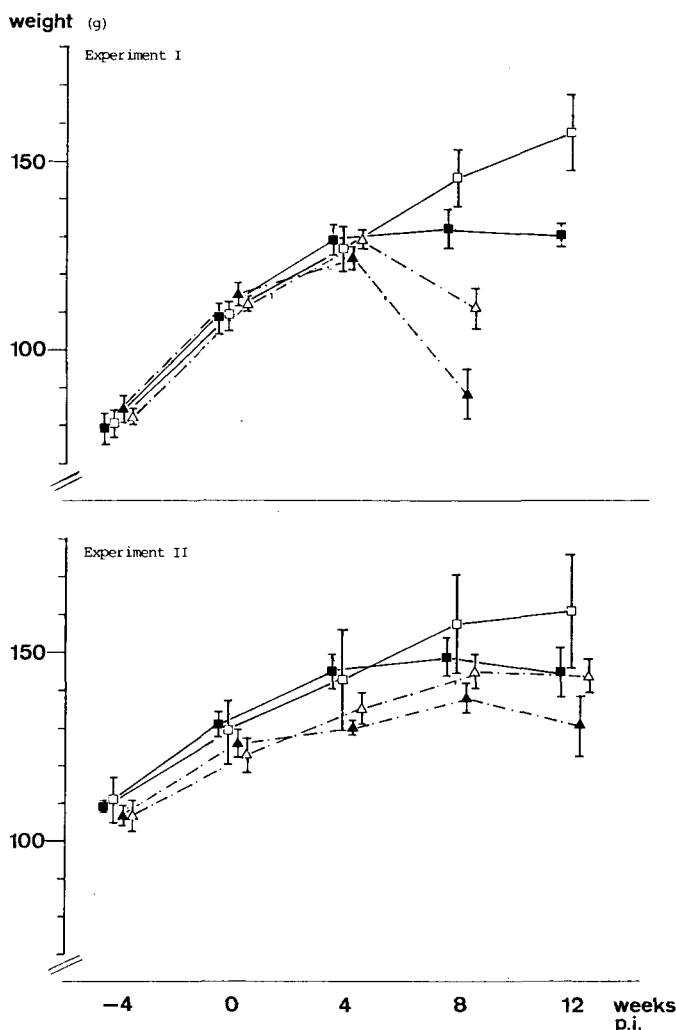 weight (g)
Experiment I
150
100
Experiment II
150
100
-4 0 4 8 12 weeks
p.i.